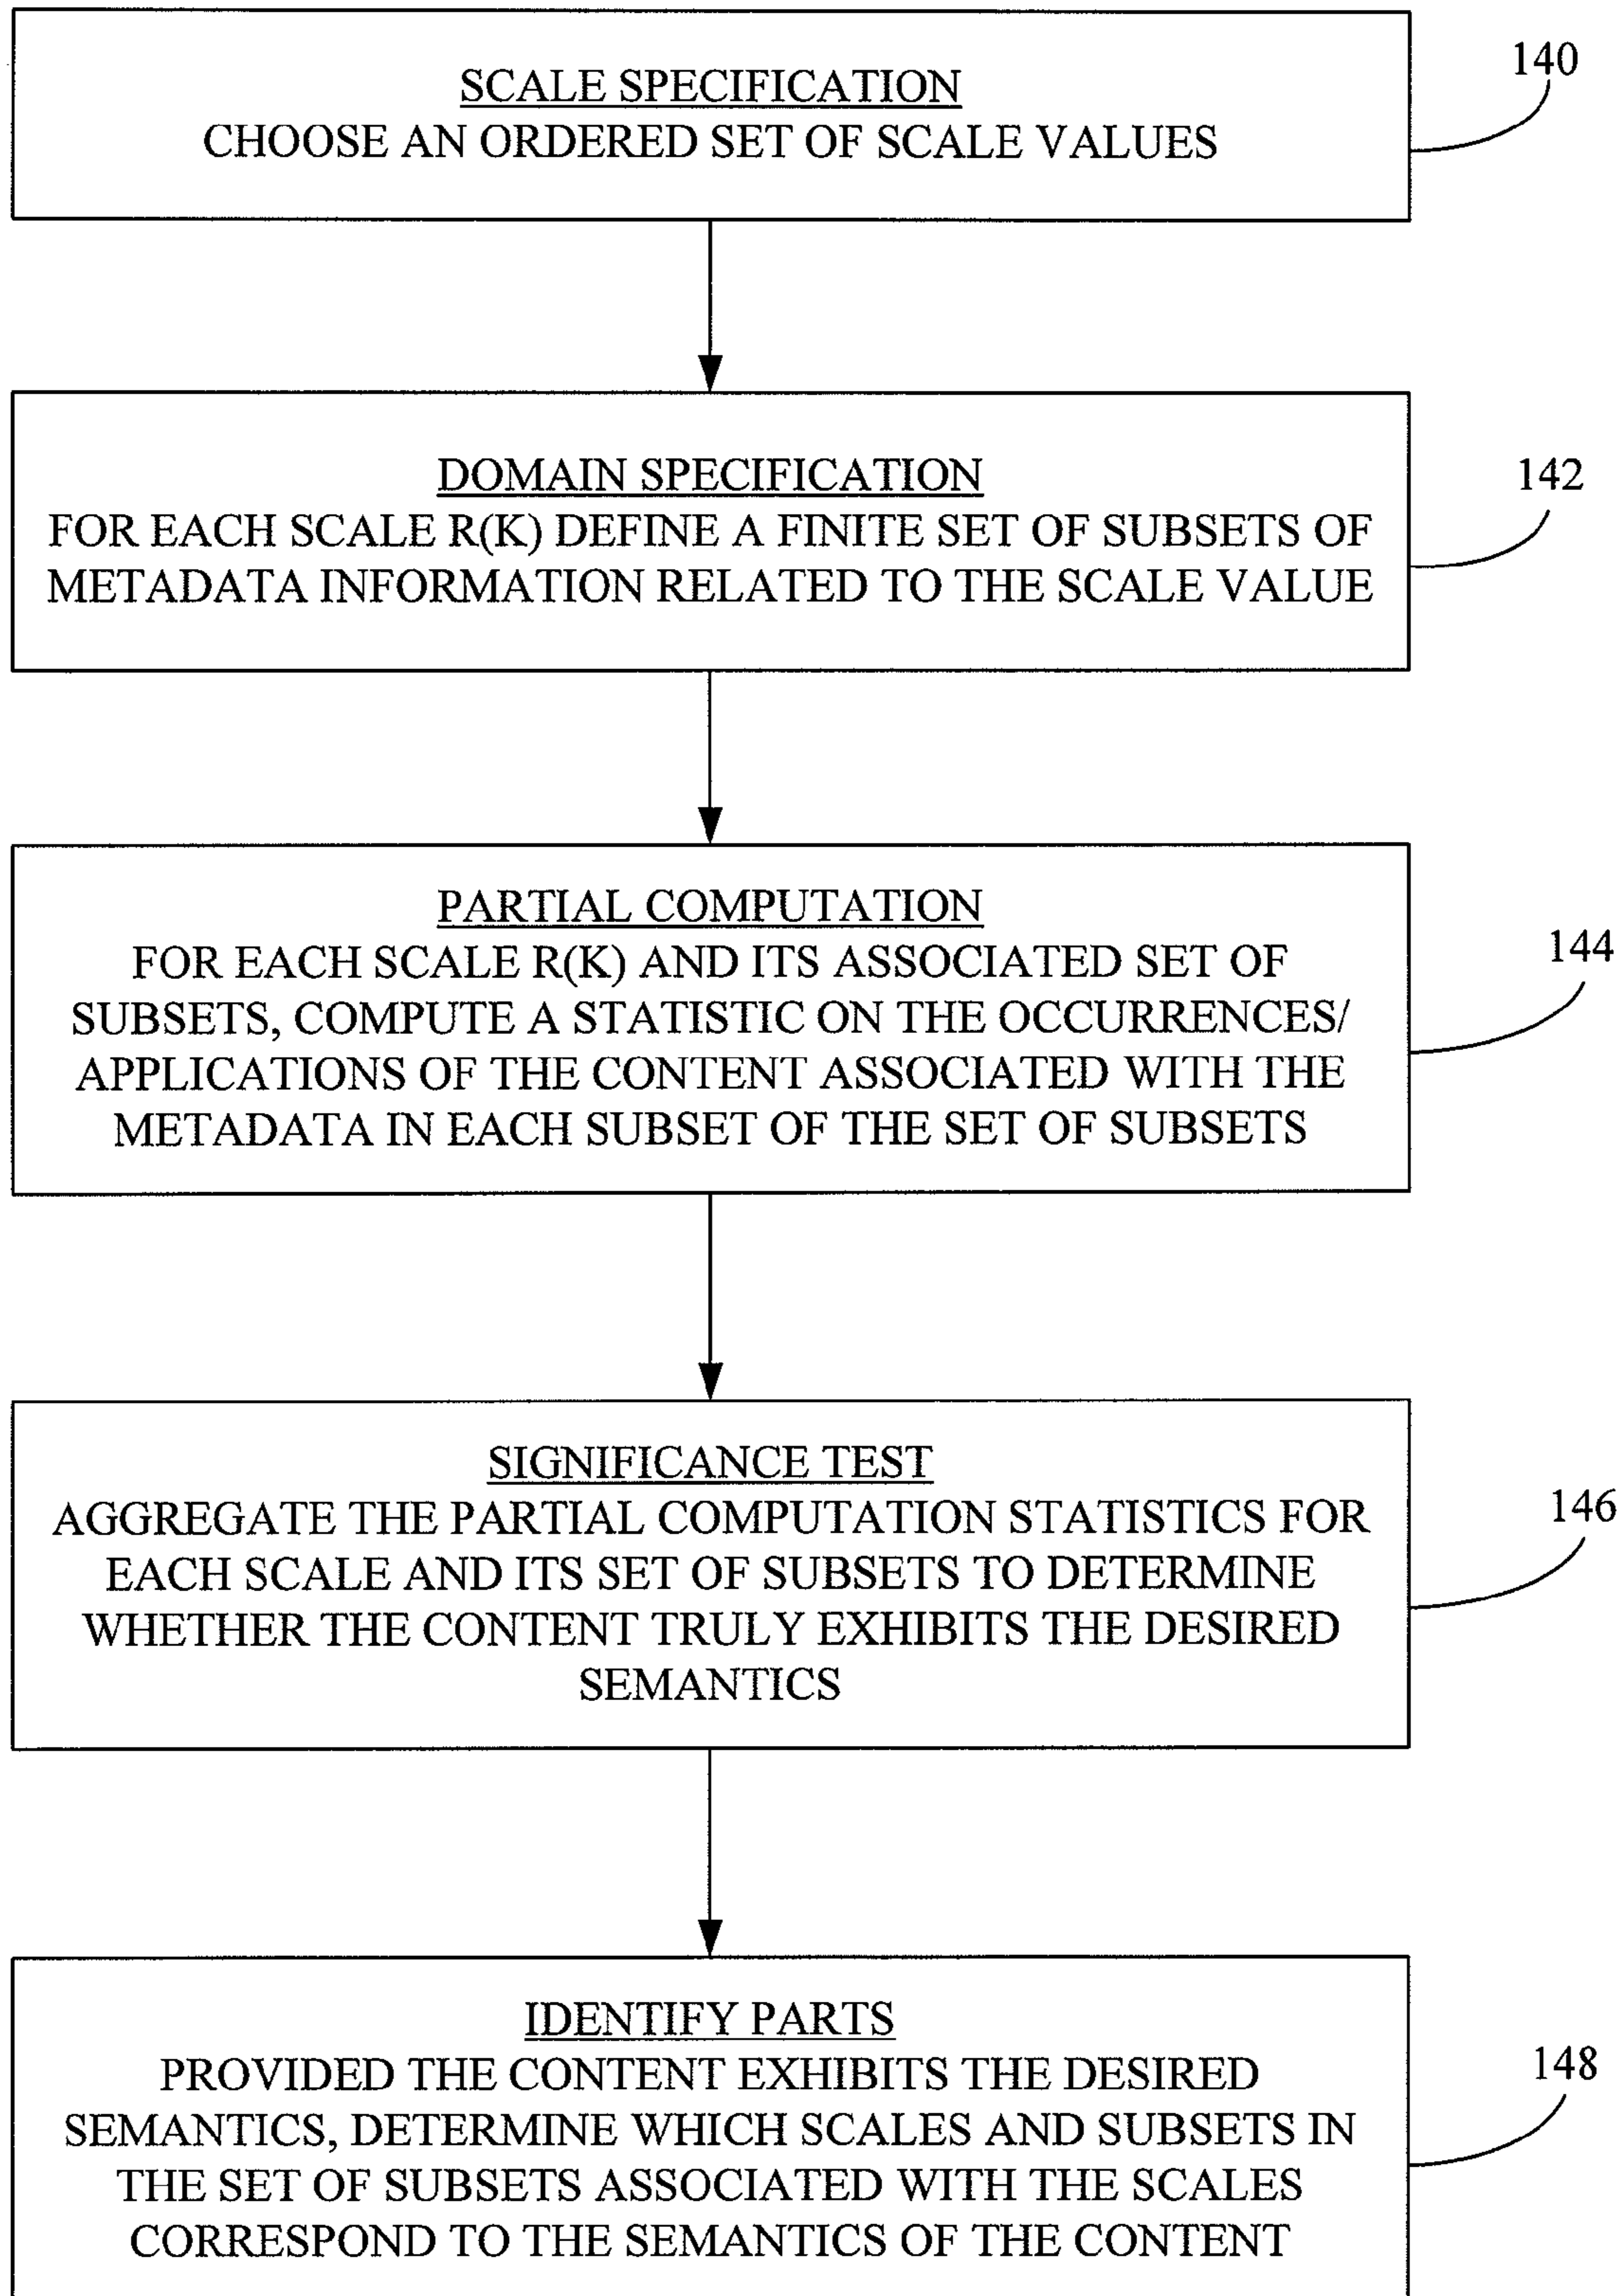 SCALE SPECIFICATION
CHOOSE AN ORDERED SET OF SCALE VALUES
140
DOMAIN SPECIFICATION
FOR EACH SCALE R(K) DEFINE A FINITE SET OF SUBSETS OF
METADATA INFORMATION RELATED TO THE SCALE VALUE
142
PARTIAL COMPUTATION
FOR EACH SCALE R(K) AND ITS ASSOCIATED SET OF
SUBSETS, COMPUTE A STATISTIC ON THE OCCURRENCES/
APPLICATIONS OF THE CONTENT ASSOCIATED WITH THE
METADATA IN EACH SUBSET OF THE SET OF SUBSETS
144
SIGNIFICANCE TEST
AGGREGATE THE PARTIAL COMPUTATION STATISTICS FOR
EACH SCALE AND ITS SET OF SUBSETS TO DETERMINE
WHETHER THE CONTENT TRULY EXHIBITS THE DESIRED
SEMANTICS
146
IDENTIFY PARTS
PROVIDED THE CONTENT EXHIBITS THE DESIRED
SEMANTICS, DETERMINE WHICH SCALES AND SUBSETS IN
THE SET OF SUBSETS ASSOCIATED WITH THE SCALES
CORRESPOND TO THE SEMANTICS OF THE CONTENT
148